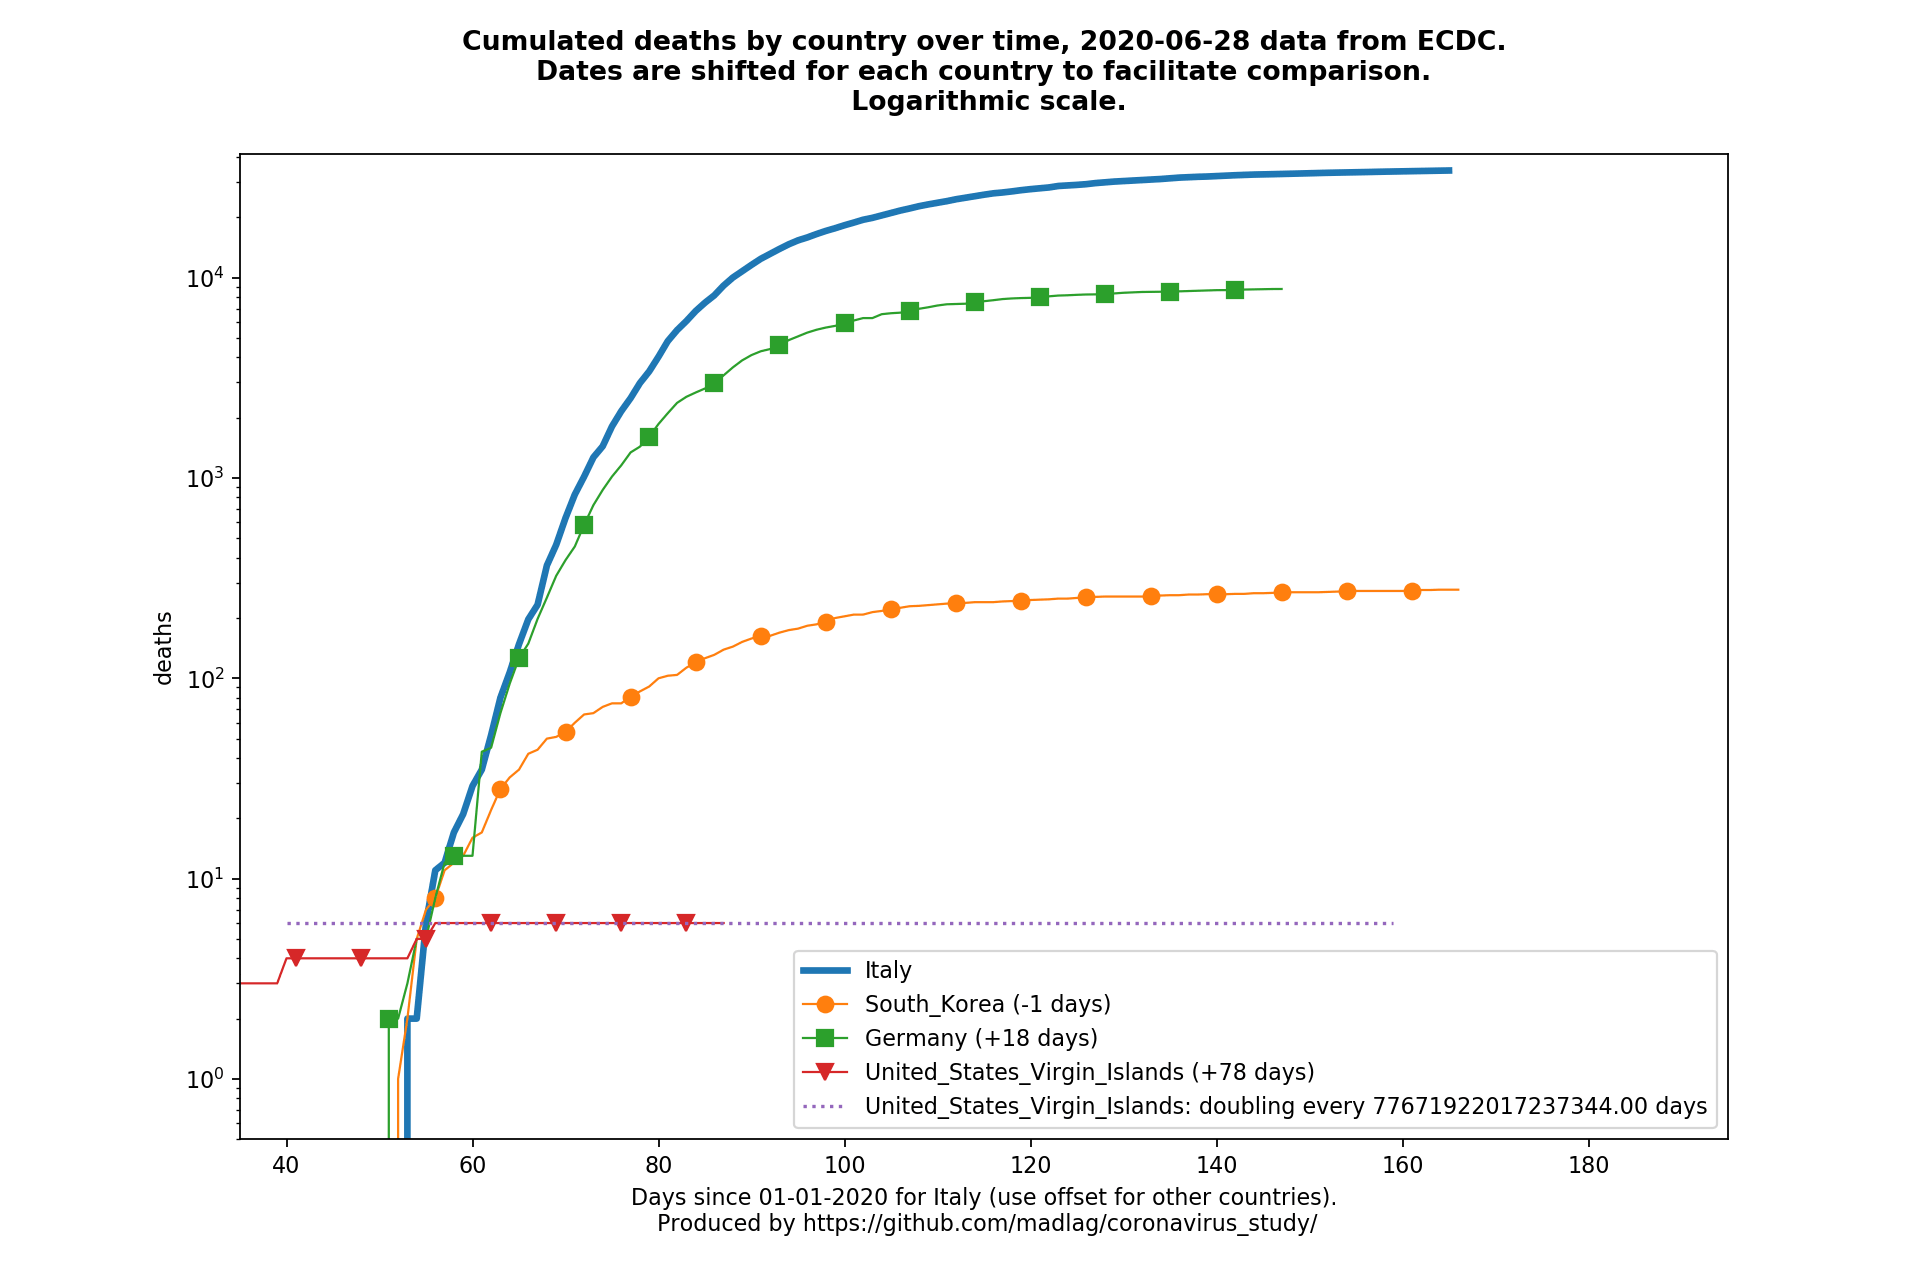 Cumulated deaths by country over time, 2020-06-28 data from ECDC.
Dates are shifted for each country to facilitate comparison.
Logarithmic scale.
10^4
10^3
10^2
10^1
10^0
deaths
Italy
South_Korea (-1 days)
Germany (+18 days)
United_States_Virgin_Islands (+78 days)
United_States_Virgin_Islands: doubling every 77671922017237344.00 days
40 60 80 100 120 140 160 180
Days since 01-01-2020 for Italy (use offset for other countries).
Produced by https://github.com/madlag/coronavirus_study/